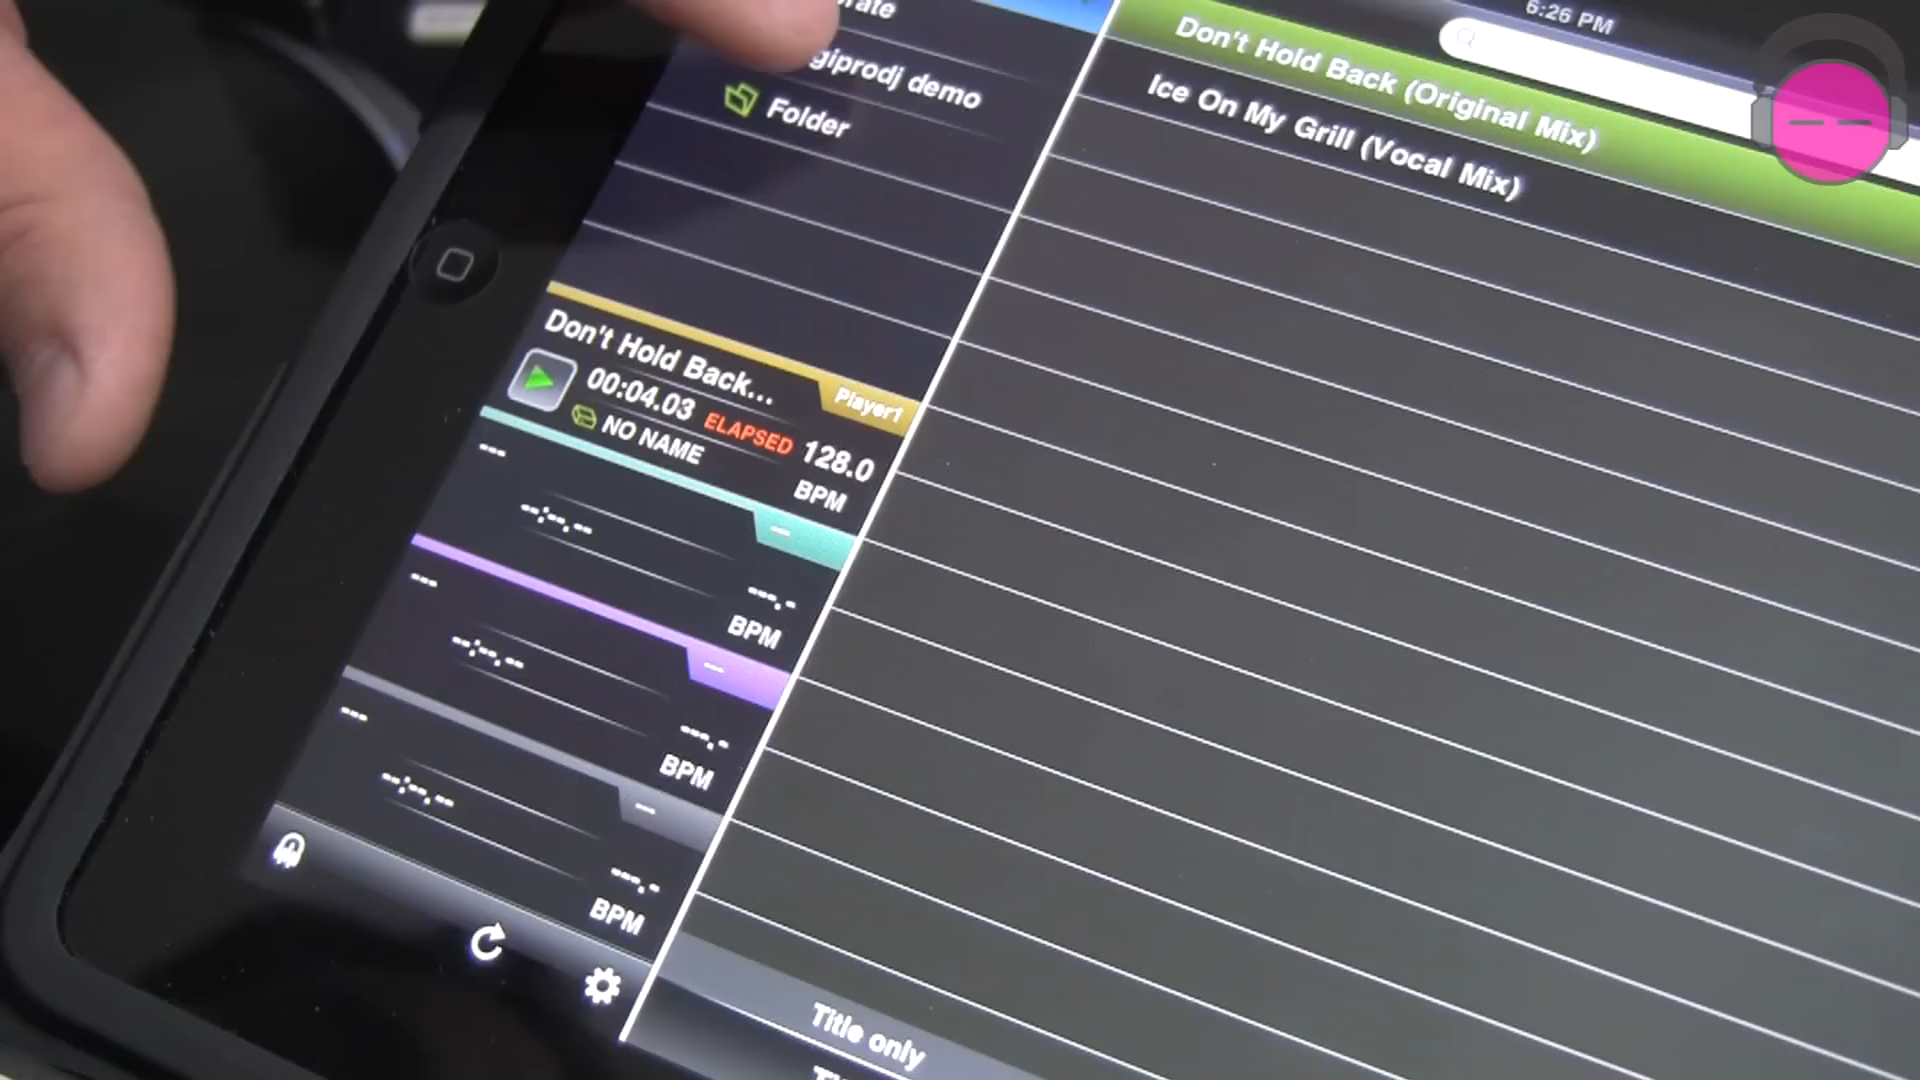 6:26 PM
giprodj demo
Folder
Don't Hold Back (Original Mix)
Ice On My Grill (Vocal Mix)
Don't Hold Back...
Player1
00:04.03 ELAPSED 128.0
NO NAME
BPM
---
--:--.--
---.-
BPM
---
--:--.--
---.-
BPM
---
--:--.--
---.-
BPM
Title only